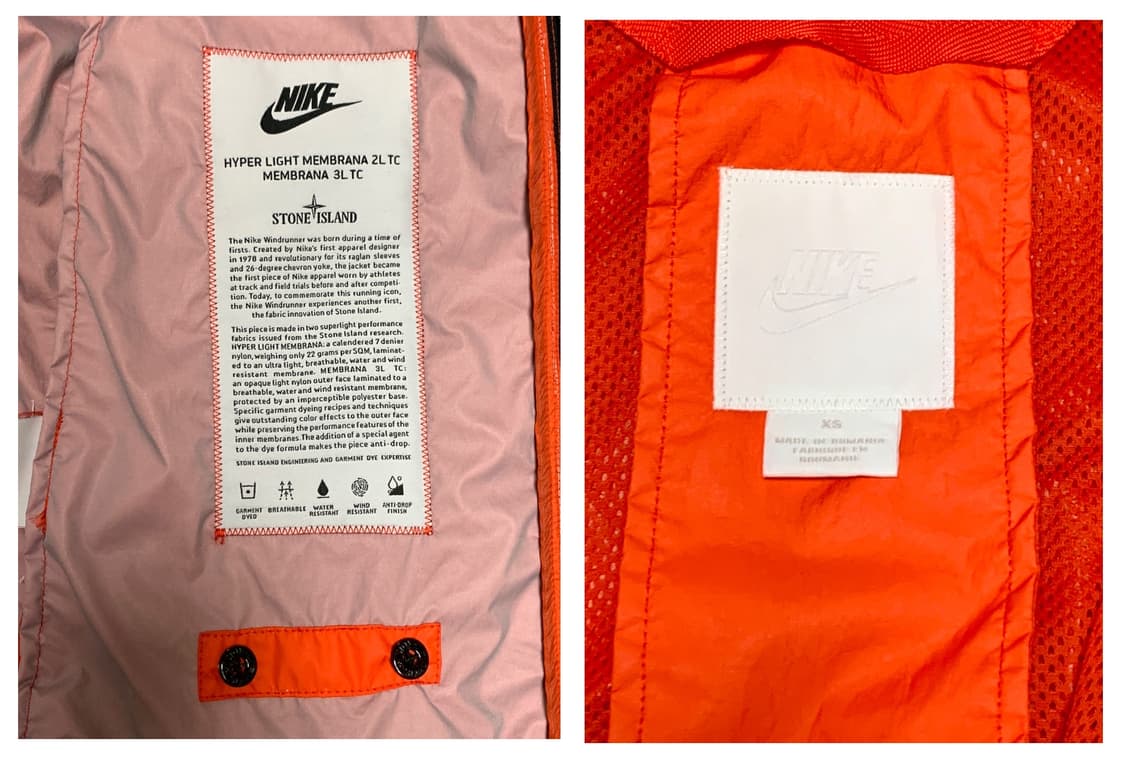 NIKE
HYPER LIGHT MEMBRANA 2L TC
MEMBRANA 3L TC
STONE ISLAND
The Nike Windrunner was born during a time of
firsts. Created by Nike's first apparel designer
in 1978 and revolutionary for its raglan sleeves
and 26-degree chevron yoke, the jacket became
the first piece of Nike apparel worn by athletes
at track and field trials before and after competi-
tion. Today, to commemorate this running icon,
the Nike Windrunner experiences another first,
the fabric innovation of Stone Island.
This piece is made in two superlight performance
fabrics issued from the Stone Island research.
HYPER LIGHT MEMBRANA: a calendered 7 denier
nylon, weighing only 22 grams per SQM, laminat-
ed to an ultra light, breathable, water and wind
resistant membrane. MEMBRANA 3L TC:
an opaque light nylon outer face laminated to a
breathable, water and wind resistant membrane,
protected by an imperceptible polyester base.
Specific garment dyeing recipes and techniques
give outstanding color effects to the outer face
while preserving the performance features of the
inner membranes. The addition of a special agent
to the dye formula makes the piece anti-drop.
STONE ISLAND ENGINEERING AND GARMENT DYE EXPERTISE
GARMENT
DYED
BREATHABLE
WATER
RESISTANT
WIND
RESISTANT
ANTI-DROP
FINISH
NIKE
XS
MADE IN ROMANIA
FABRIQUE EN
ROUMANIE